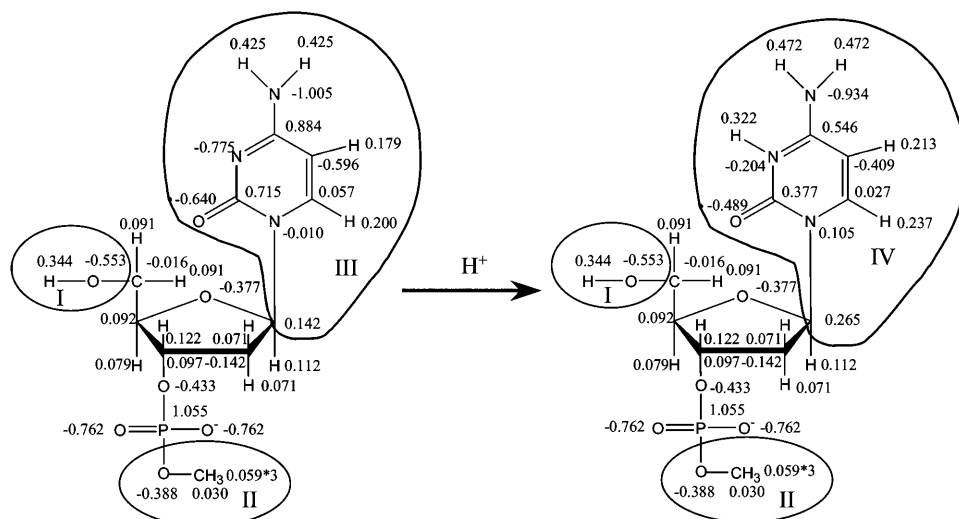 0.425 0.425 0.472 0.472
H H H H
N -1.005 N -0.934
0.884 0.322 0.546
H
-0.775 N H 0.179 -0.204 N H 0.213
-0.596 -0.409
-0.640 0.715 0.057 -0.489 0.377 0.027
O N H 0.200 O N H 0.237
0.091 -0.010 0.091 0.105
H III H IV
0.344 -0.553 -0.016 0.344 -0.553 -0.016
H O C H 0.091 H⁺ H O C H 0.091
I O -0.377 I O -0.377
0.092 0.142 0.092 0.265
H H H H
0.122 0.071 0.122 0.071
0.079H 0.097 -0.142 H 0.112 0.079H 0.097 -0.142 H 0.112
H 0.071 H 0.071
O -0.433 O -0.433
1.055 1.055
-0.762 O P O⁻ -0.762 -0.762 O P O⁻ -0.762
O CH₃ 0.059*3 O CH₃ 0.059*3
-0.388 0.030 II -0.388 0.030 II